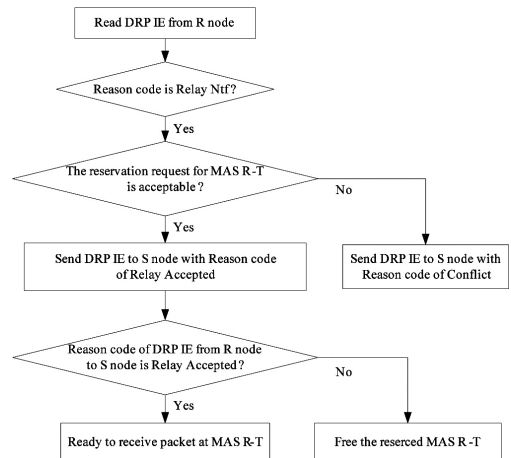 Read DRP IE from R node
Reason code is Relay Ntf?
Yes
The reservation request for MAS R-T
is acceptable?
No
Yes
Send DRP IE to S node with Reason code
of Relay Accepted
Send DRP IE to S node with
Reason code of Conflict
Reason code of DRP IE from R node
to S node is Relay Accepted?
No
Yes
Ready to receive packet at MAS R-T
Free the reserced MAS R-T